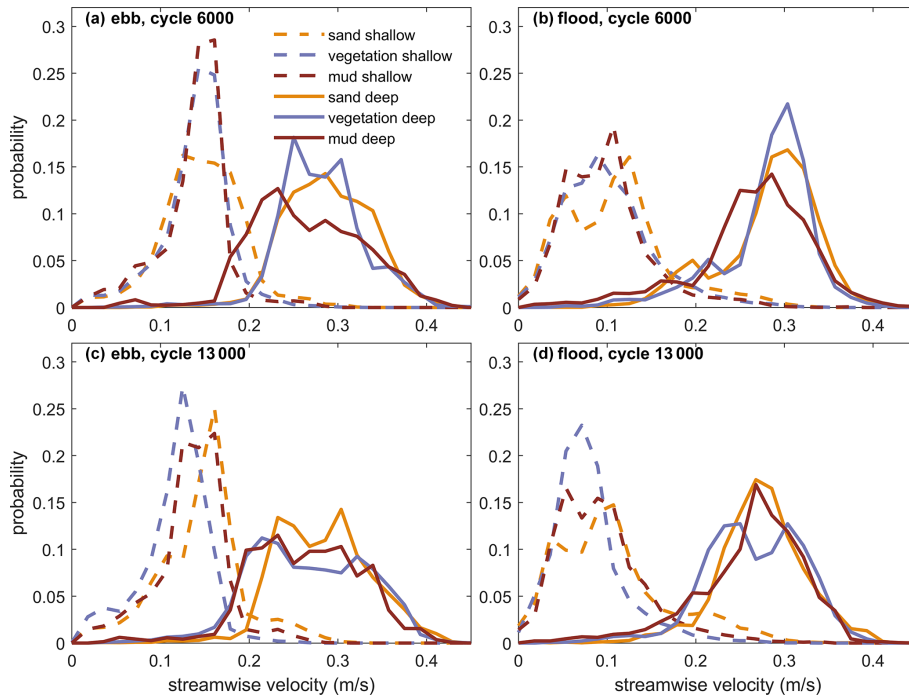 (a) ebb, cycle 6000
(b) flood, cycle 6000
sand shallow
vegetation shallow
mud shallow
sand deep
vegetation deep
mud deep
probability
0.3
0.25
0.2
0.15
0.1
0.05
0
0 0.1 0.2 0.3 0.4
0.3
0.25
0.2
0.15
0.1
0.05
0
0 0.1 0.2 0.3 0.4
(c) ebb, cycle 13 000
(d) flood, cycle 13 000
probability
0.3
0.25
0.2
0.15
0.1
0.05
0
0 0.1 0.2 0.3 0.4
streamwise velocity (m/s)
0.3
0.25
0.2
0.15
0.1
0.05
0
0 0.1 0.2 0.3 0.4
streamwise velocity (m/s)